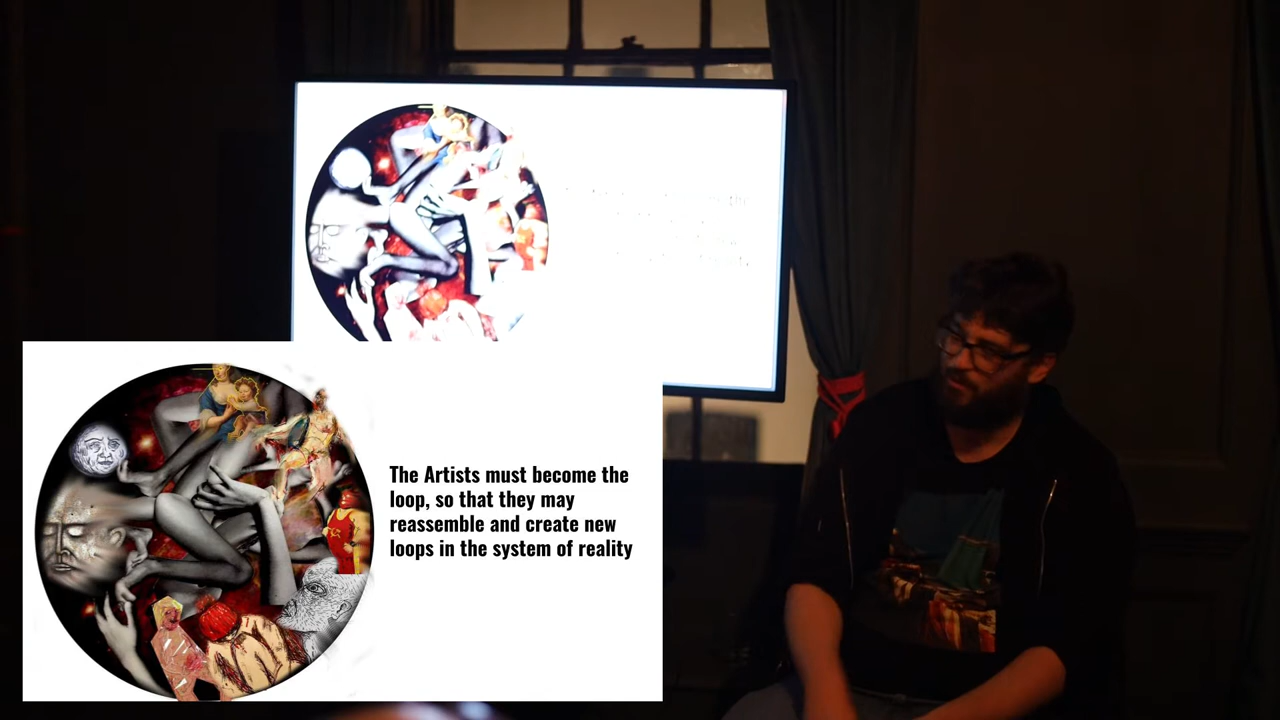 The Artists must become the
loop, so that they may
reassemble and create new
loops in the system of reality